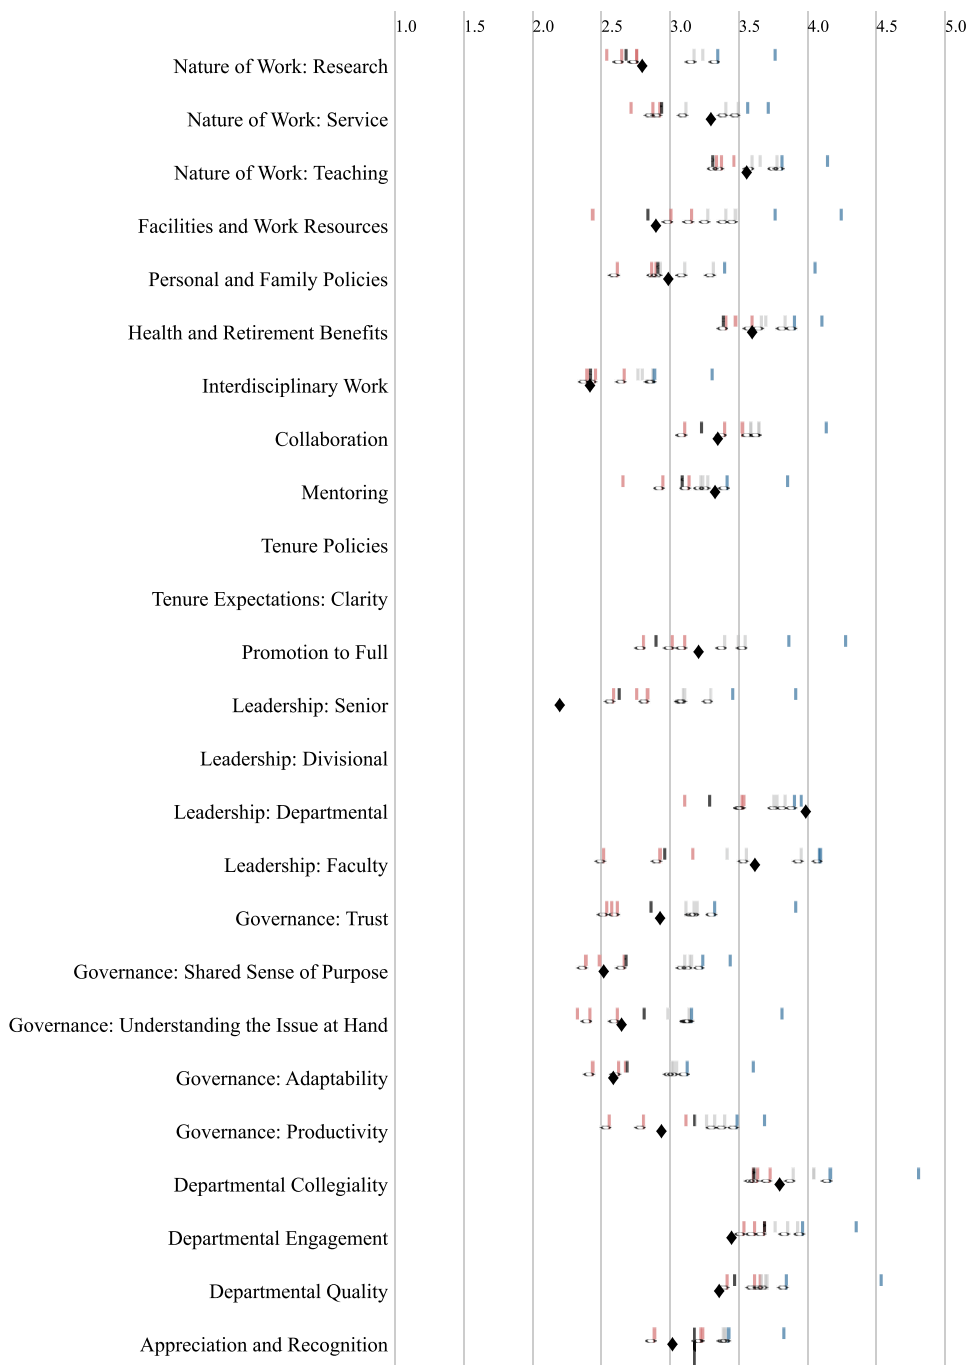 1.0 1.5 2.0 2.5 3.0 3.5 4.0 4.5 5.0
Nature of Work: Research
Nature of Work: Service
Nature of Work: Teaching
Facilities and Work Resources
Personal and Family Policies
Health and Retirement Benefits
Interdisciplinary Work
Collaboration
Mentoring
Tenure Policies
Tenure Expectations: Clarity
Promotion to Full
Leadership: Senior
Leadership: Divisional
Leadership: Departmental
Leadership: Faculty
Governance: Trust
Governance: Shared Sense of Purpose
Governance: Understanding the Issue at Hand
Governance: Adaptability
Governance: Productivity
Departmental Collegiality
Departmental Engagement
Departmental Quality
Appreciation and Recognition